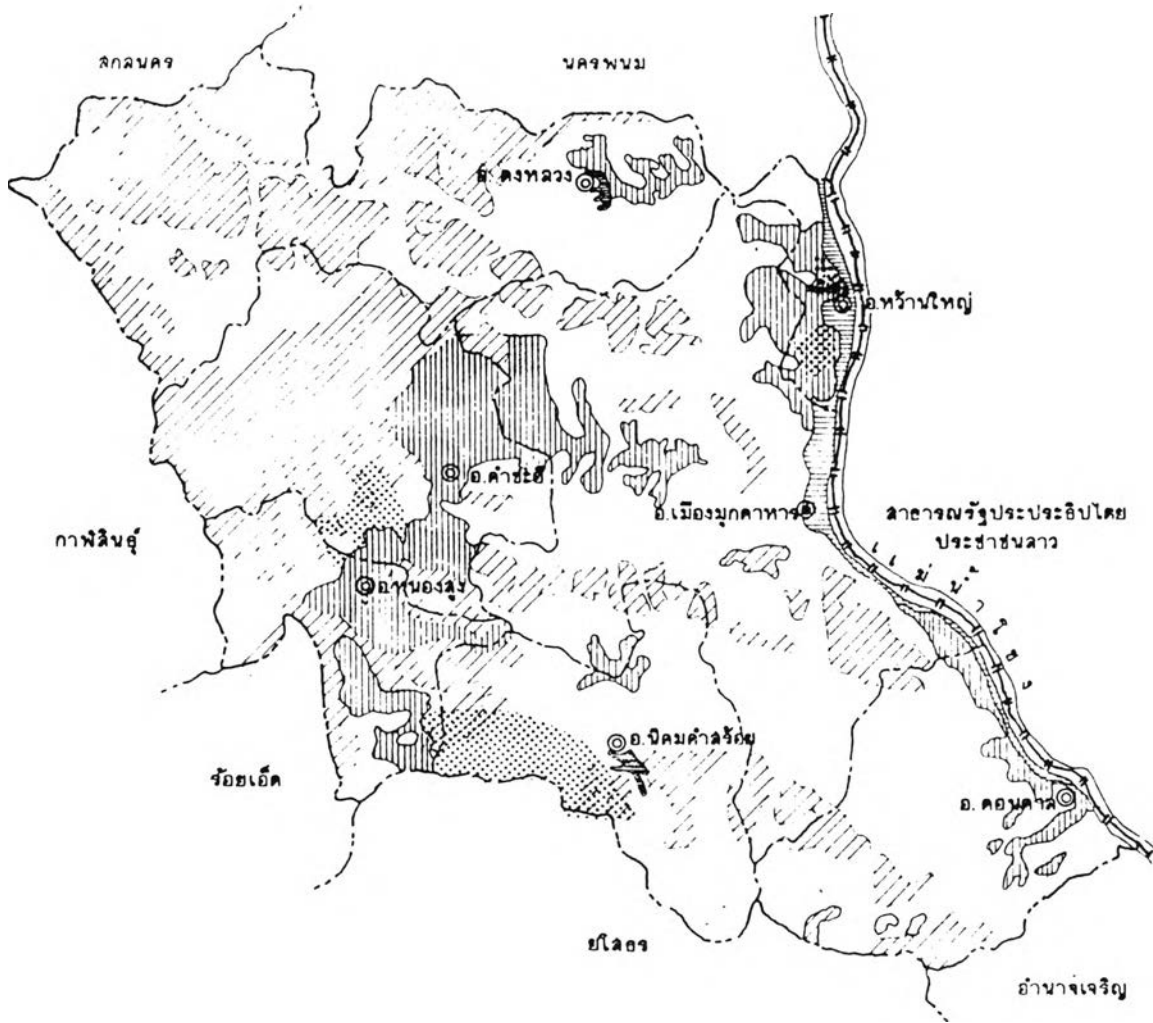 สกลนคร
นครพนม
อ. ดงหลวง
อ.หว้านใหญ่
อ.คำชะอี
อ.เมืองมุกดาหาร
สาธารณรัฐประประธิปไตย
ประชาชนลาว
กาฬสินธุ์
แม่น้ำโขง
อ.หนองสูง
อ.นิคมคำสร้อย
ร้อยเอ็ด
อ. ดอนตาล
ยโสธร
อำนาจเจริญ